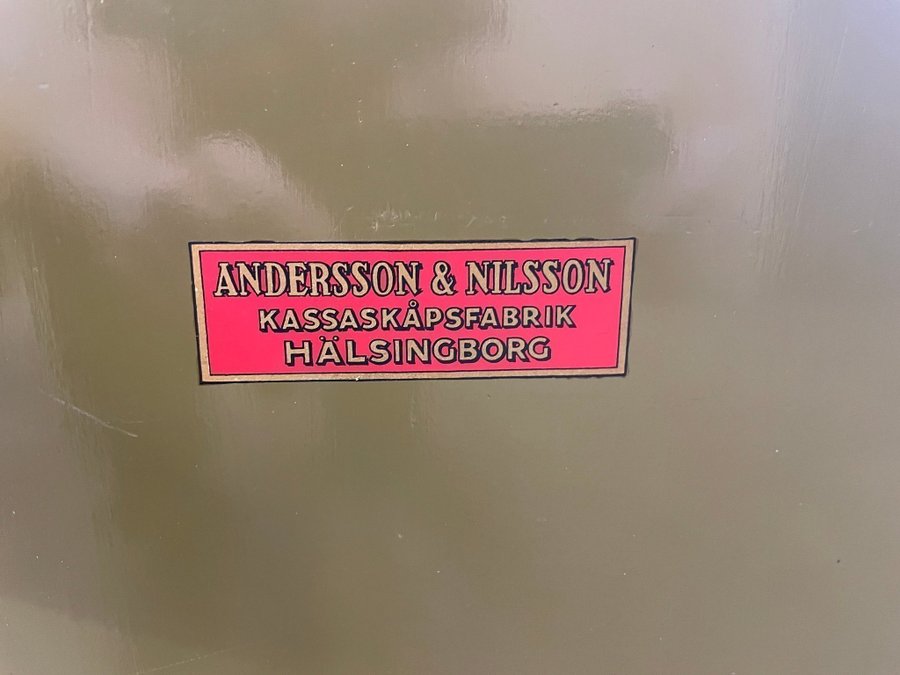 ANDERSSON & NILSSON
KASSASKÅPSFABRIK
HÄLSINGBORG